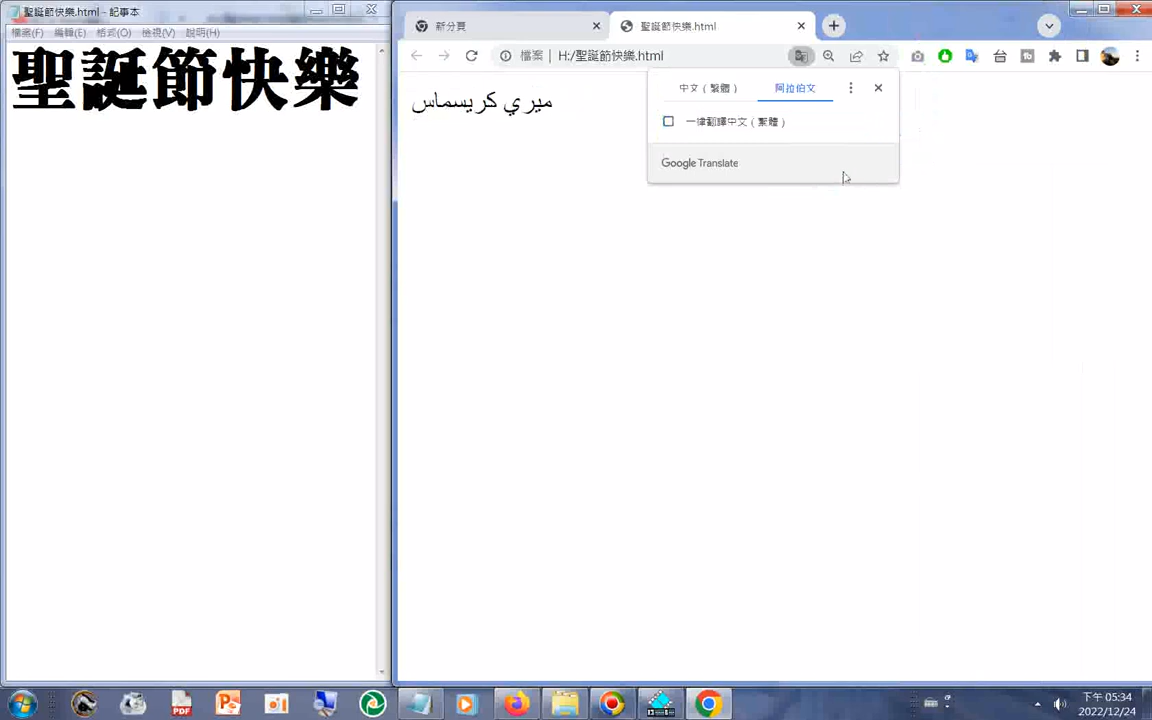 聖誕節快樂.html - 記事本
檔案(F) 編輯(E) 格式(O) 檢視(V) 說明(H)
聖誕節快樂
新分頁
聖誕節快樂.html
檔案 | H:/聖誕節快樂.html
ميري كريسماس
中文（繁體）
阿拉伯文
一律翻譯中文（繁體）
Google Translate
下午 05:34
2022/12/24